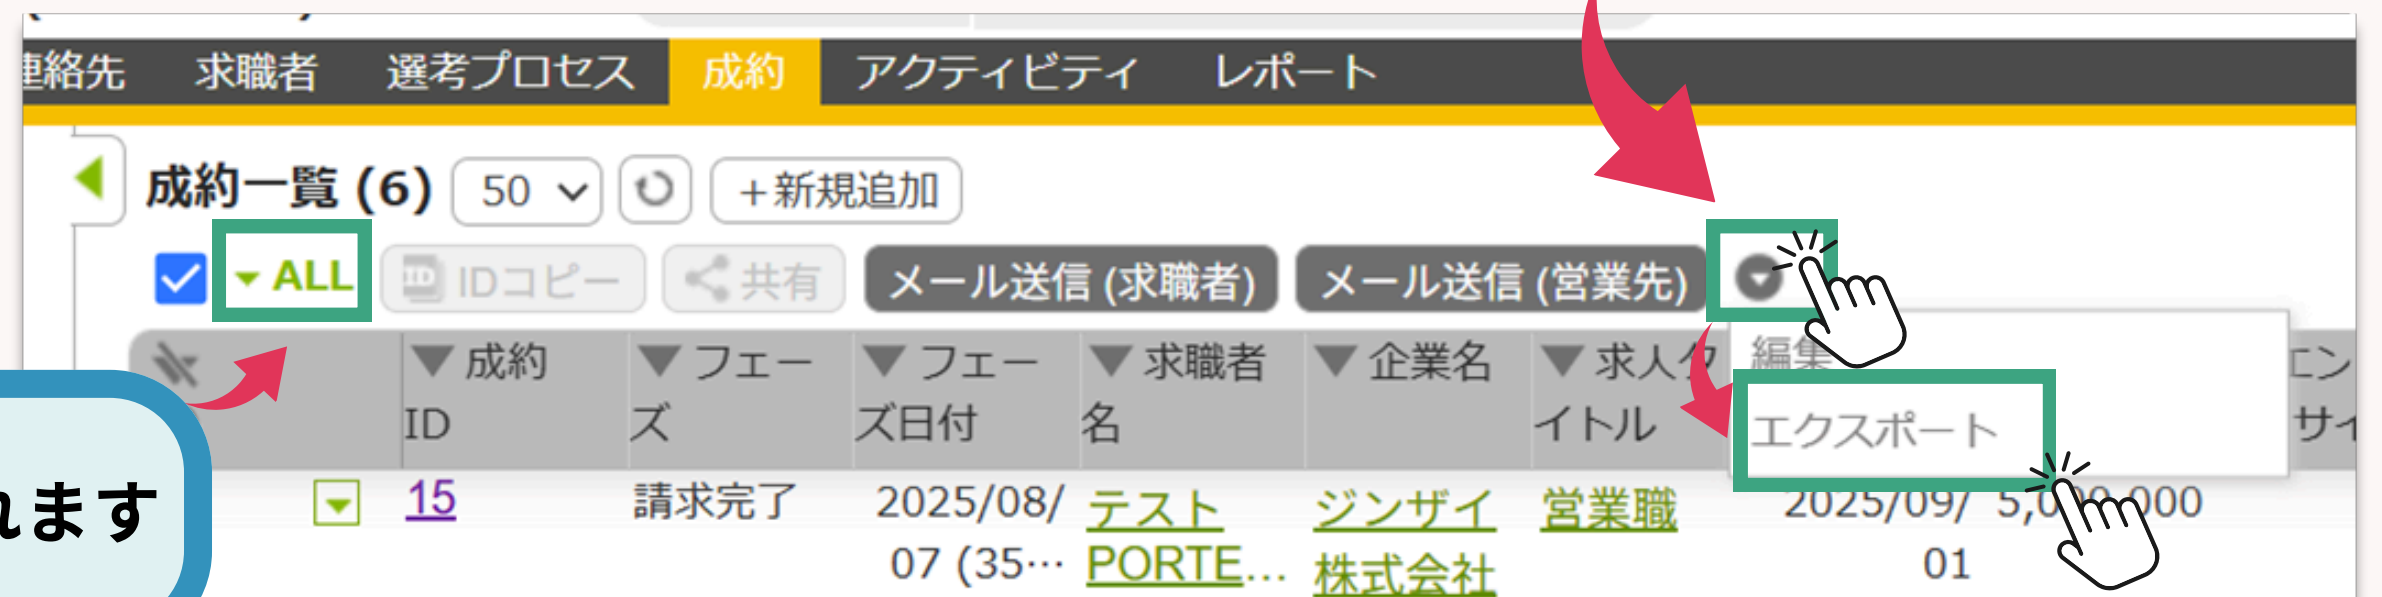 連絡先 求職者 選考プロセス 成約 アクティビティ レポート
成約一覧 (6) 50 +新規追加
ALL IDコピー 共有 メール送信 (求職者) メール送信 (営業先)
編集
エクスポート
成約ID フェーズ フェーズ日付 求職者名 企業名 求人タイトル
れます
15 請求完了 2025/08/07 (35… テスト PORTE… ジンザイ株式会社 営業職 2025/09/01